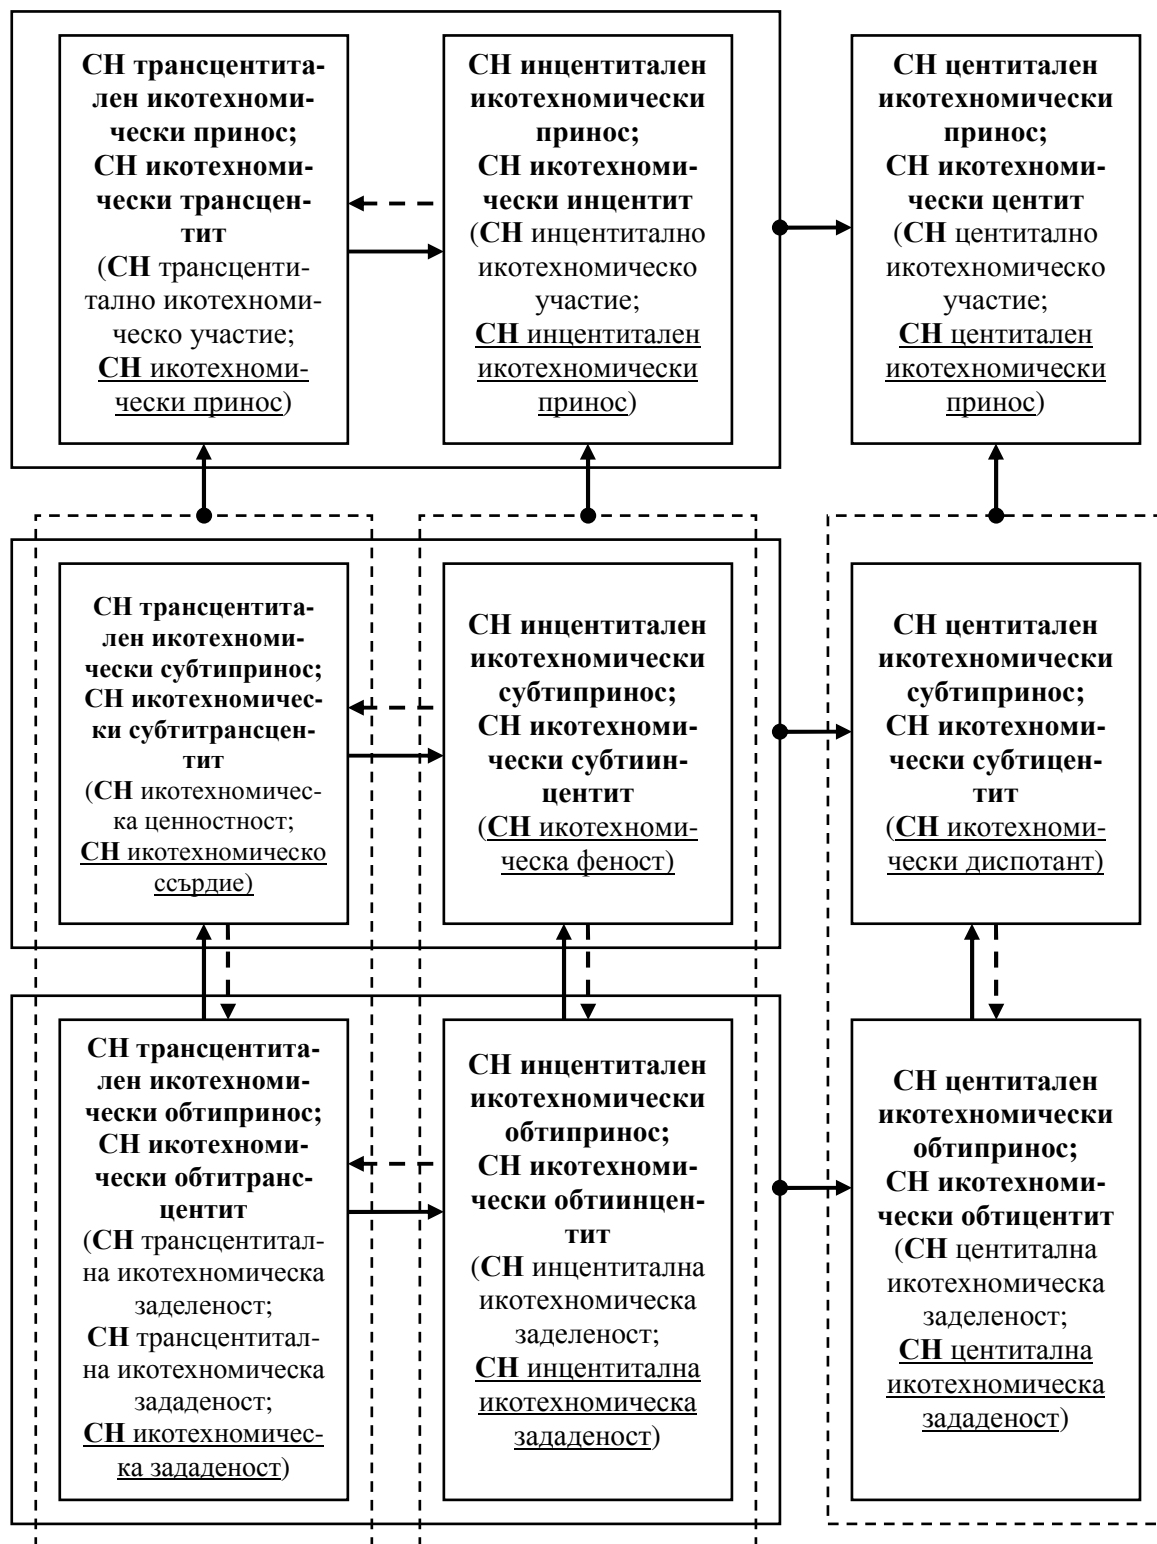 СН трансцентита-
лен икотехноми-
чески принос;
СН икотехноми-
чески трансцен-
тит
(СН трансценти-
тално икотехноми-
ческо участие;
СН икотехноми-
чески принос)
СН инцентитален
икотехномически
принос;
СН икотехноми-
чески инцентит
(СН инцентитално
икотехномическо
участие;
СН инцентитален
икотехномически
принос)
СН центитален
икотехномически
принос;
СН икотехноми-
чески центит
(СН центитално
икотехномическо
участие;
СН центитален
икотехномически
принос)
СН трансцентита-
лен икотехноми-
чески субтипринос;
СН икотехномичес-
ки субтитрансцен-
тит
(СН икотехномичес-
ка ценностност;
СН икотехномическо
ссърдие)
СН инцентитален
икотехномически
субтипринос;
СН икотехноми-
чески субтиин-
центит
(СН икотехноми-
ческа феност)
СН центитален
икотехномически
субтипринос;
СН икотехноми-
чески субтицен-
тит
(СН икотехноми-
чески диспотант)
СН трансцентита-
лен икотехноми-
чески обтипринос;
СН икотехноми-
чески обтитранс-
центит
(СН трансцентитал-
на икотехномическа
заделеност;
СН трансцентитал-
на икотехномическа
зададеност;
СН икотехномичес-
ка зададеност)
СН инцентитален
икотехномически
обтипринос;
СН икотехноми-
чески обтиинцен-
тит
(СН инцентитална
икотехномическа
заделеност;
СН инцентитална
икотехномическа
зададеност)
СН центитален
икотехномически
обтипринос;
СН икотехноми-
чески обтицентит
(СН центитална
икотехномическа
заделеност;
СН центитална
икотехномическа
зададеност)